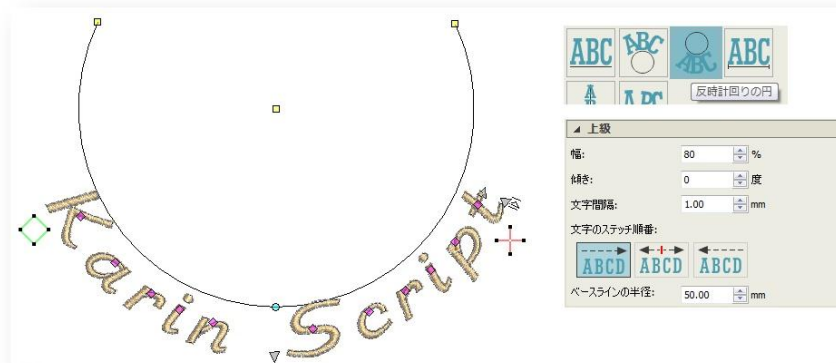 Karin Script
ABC ABC ABC ABC
反時計回りの円
上級
幅: 80 %
傾き: 0 度
文字間隔: 1.00 mm
文字のステッチ順番:
ABCD ABCD ABCD
ベースラインの半径: 50.00 mm